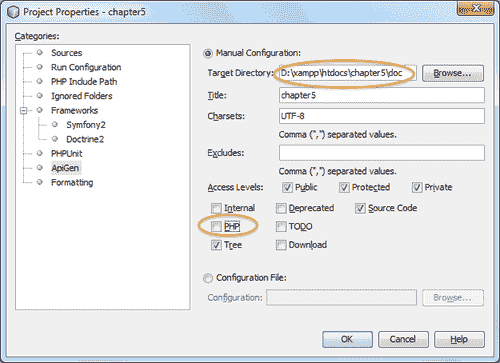 Project Properties - chapter5
Categories:
Sources
Run Configuration
PHP Include Path
Ignored Folders
Frameworks
Symfony2
Doctrine2
PHPUnit
ApiGen
Formatting
Manual Configuration:
Target Directory: D:\xampp\htdocs\chapter5\doc Browse...
Title: chapter5
Charsets: UTF-8
Comma (",") separated values.
Excludes:
Comma (",") separated values.
Access Levels: Public Protected Private
Internal Deprecated Source Code
PHP TODO
Tree Download
Configuration File:
Configuration: Browse...
OK Cancel Help